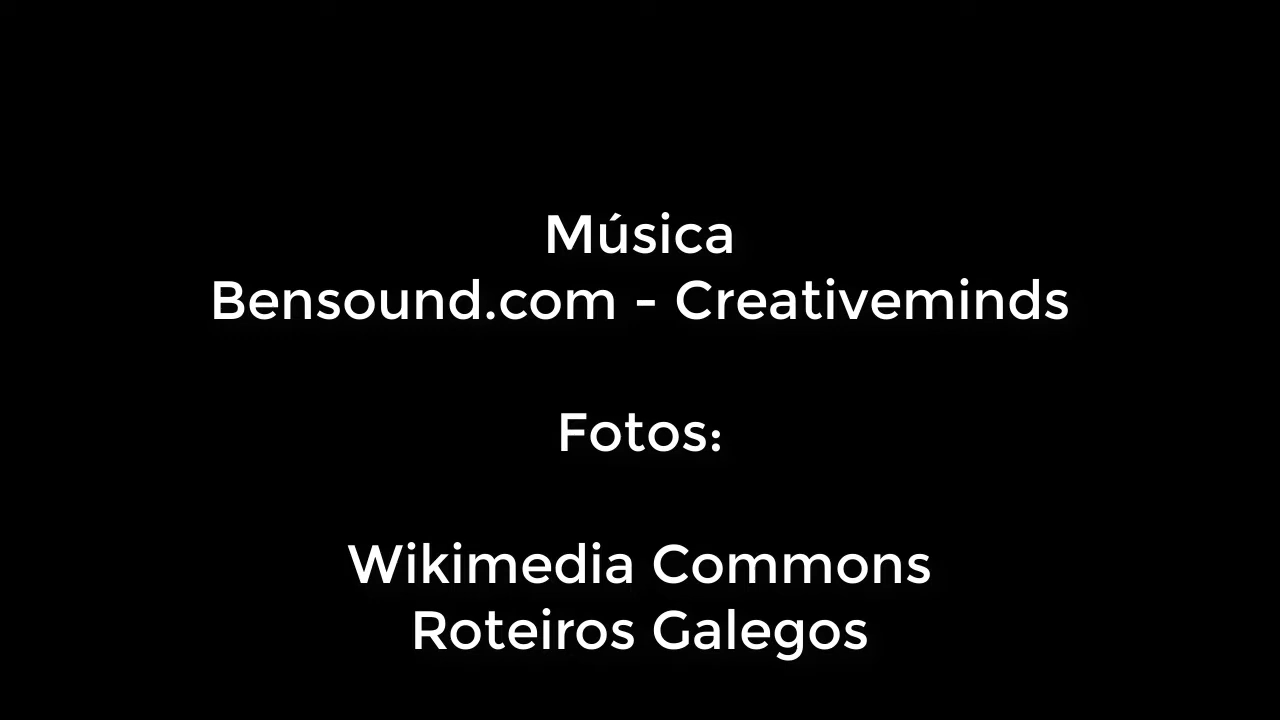 Música
Bensound.com - Creativeminds
Fotos:
Wikimedia Commons
Roteiros Galegos